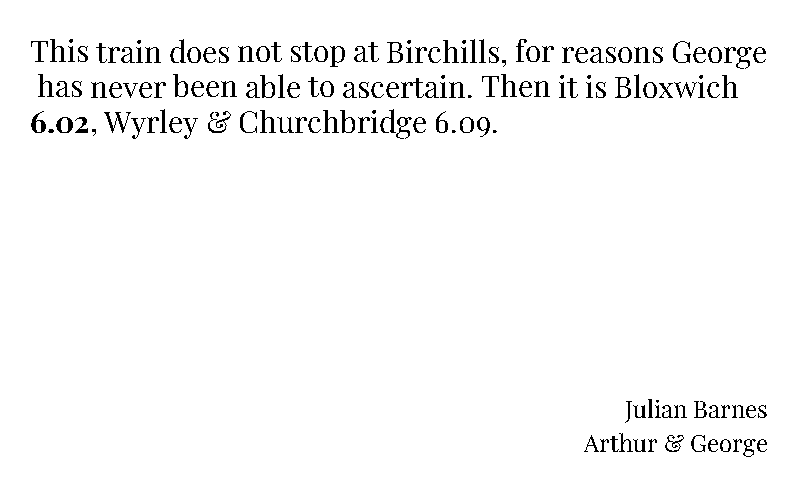 This train does not stop at Birchills, for reasons George
has never been able to ascertain. Then it is Bloxwich
6.02, Wyrley & Churchbridge 6.09.
Julian Barnes
Arthur & George